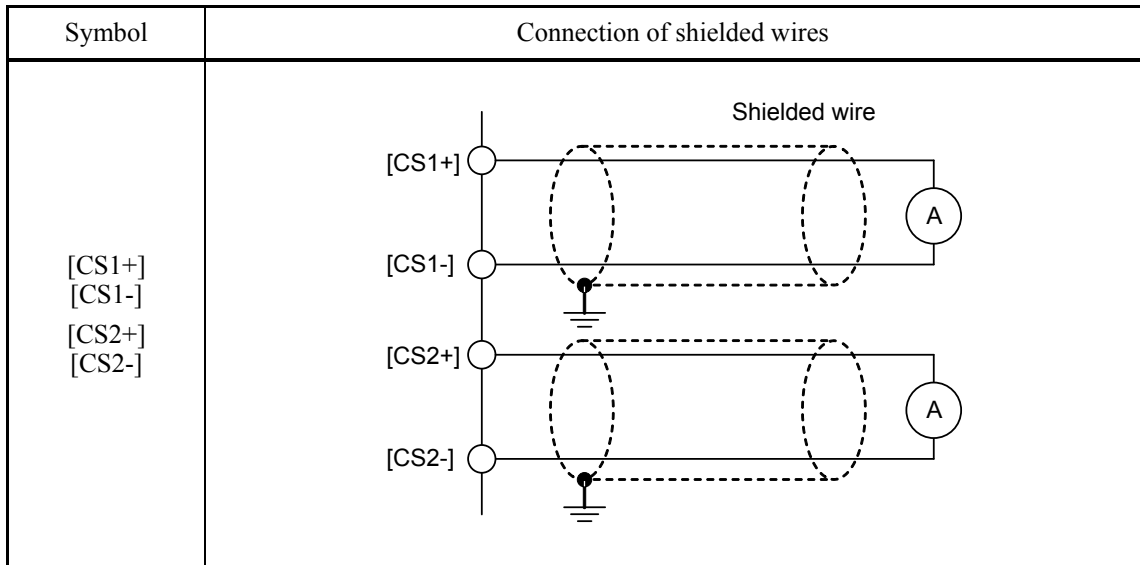 Symbol
Connection of shielded wires
[CS1+]
[CS1-]
[CS2+]
[CS2-]
Shielded wire
[CS1+]
A
[CS1-]
[CS2+]
A
[CS2-]